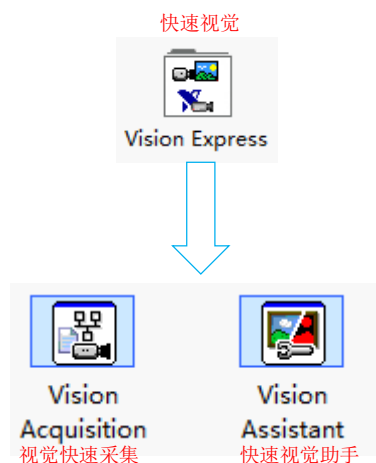 快速视觉
Vision Express
Vision
Acquisition
视觉快速采集
Vision
Assistant
快速视觉助手